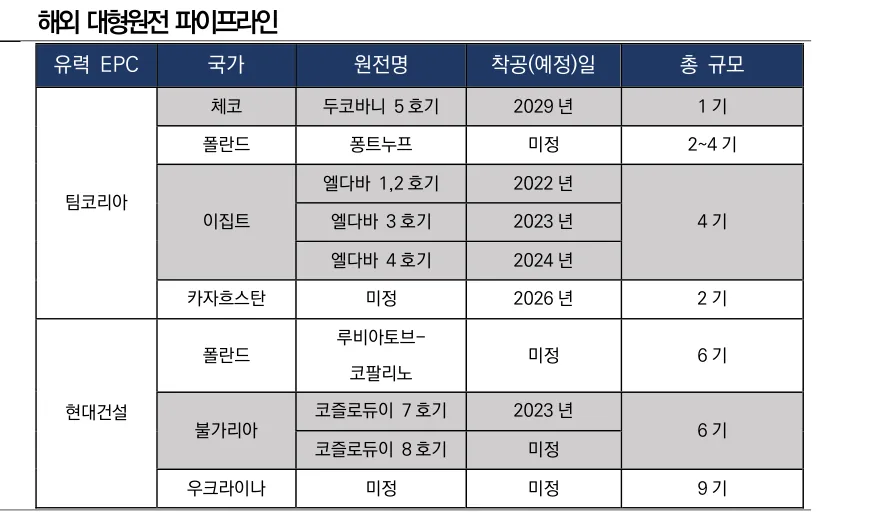 해외 대형원전 파이프라인
유력 EPC 국가 원전명 착공(예정)일 총 규모
팀코리아
체코 두코바니 5호기 2029년 1기
폴란드 퐁트누프 미정 2~4기
이집트
엘다바 1,2호기 2022년
엘다바 3호기 2023년
엘다바 4호기 2024년
4기
카자흐스탄 미정 2026년 2기
현대건설
폴란드
루비아토브-
코팔리노
미정 6기
불가리아
코즐로듀이 7호기 2023년
코즐로듀이 8호기 미정
6기
우크라이나 미정 미정 9기